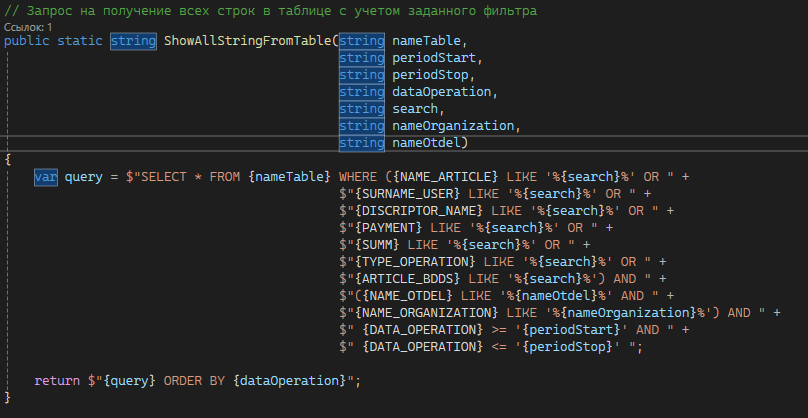 // Запрос на получение всех строк в таблице с учетом заданного фильтра
Ссылок: 1
public static string ShowAllStringFromTable(string nameTable,
string periodStart,
string periodStop,
string dataOperation,
string search,
string nameOrganization,
string nameOtdel)
{
var query = $"SELECT * FROM {nameTable} WHERE ({NAME_ARTICLE} LIKE '%{search}%' OR " +
$"{SURNAME_USER} LIKE '%{search}%' OR " +
$"{DISCRIPTOR_NAME} LIKE '%{search}%' OR " +
$"{PAYMENT} LIKE '%{search}%' OR " +
$"{SUMM} LIKE '%{search}%' OR " +
$"{TYPE_OPERATION} LIKE '%{search}%' OR " +
$"{ARTICLE_BDDS} LIKE '%{search}%') AND " +
$"({NAME_OTDEL} LIKE '%{nameOtdel}%' AND " +
$"{NAME_ORGANIZATION} LIKE '%{nameOrganization}%') AND " +
$" {DATA_OPERATION} >= '{periodStart}' AND " +
$" {DATA_OPERATION} <= '{periodStop}' ";
return $"{query} ORDER BY {dataOperation}";
}